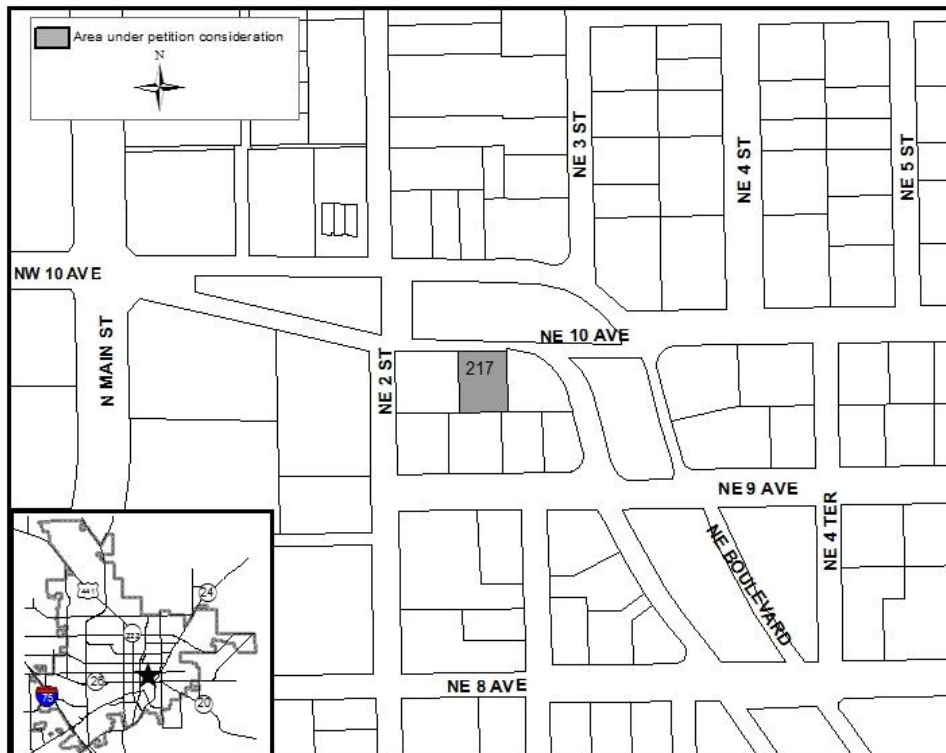 Area under petition consideration
N
NE 3 ST
NE 4 ST
NE 5 ST
NW 10 AVE
N MAIN ST
NE 2 ST
NE 10 AVE
217
NE 9 AVE
NE BOULEVARD
NE 4 TER
NE 8 AVE
441
24
222
26
75
20